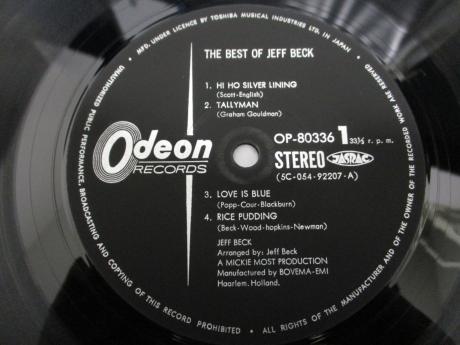 MFD. UNDER LICENCE BY TOSHIBA MUSICAL INDUSTRIES LTD. IN JAPAN
ALL RIGHTS OF THE MANUFACTURER AND OF THE OWNER OF THE RECORDED WORK ARE RESERVED
UNAUTHORIZED PUBLIC PERFORMANCE, BROADCASTING AND COPYING OF THIS RECORD PROHIBITED
THE BEST OF JEFF BECK
1. HI HO SILVER LINING
(Scott-English)
2. TALLYMAN
(Graham Gouldman)
Odeon
RECORDS
OP-80336 1 33⅓ r. p. m.
STEREO JASRAC
(5C-054-92207-A)
3. LOVE IS BLUE
(Popp-Cour-Blackburn)
4. RICE PUDDING
(Beck-Wood-hopkins-Newman)
JEFF BECK
Arranged by: Jeff Beck
A MICKIE MOST PRODUCTION
Manufactured by BOVEMA-EMI
Haarlem. Holland.